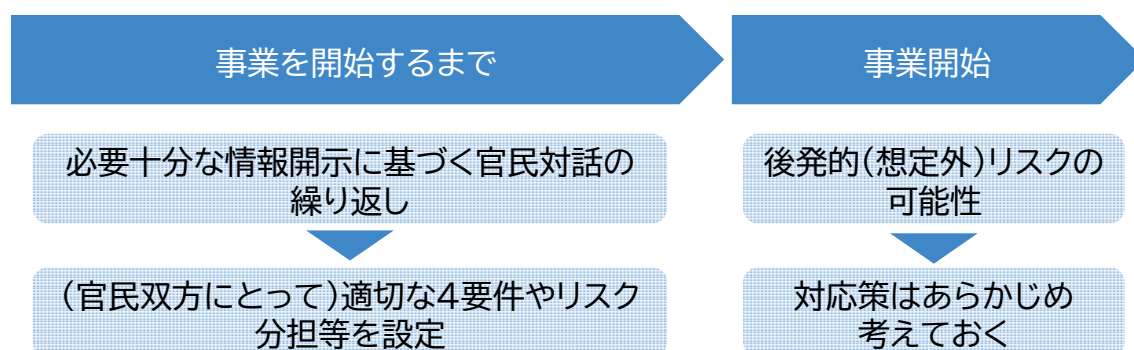 事業を開始するまで
事業開始
必要十分な情報開示に基づく官民対話の
繰り返し
後発的(想定外)リスクの
可能性
(官民双方にとって)適切な4要件やリスク
分担等を設定
対応策はあらかじめ
考えておく